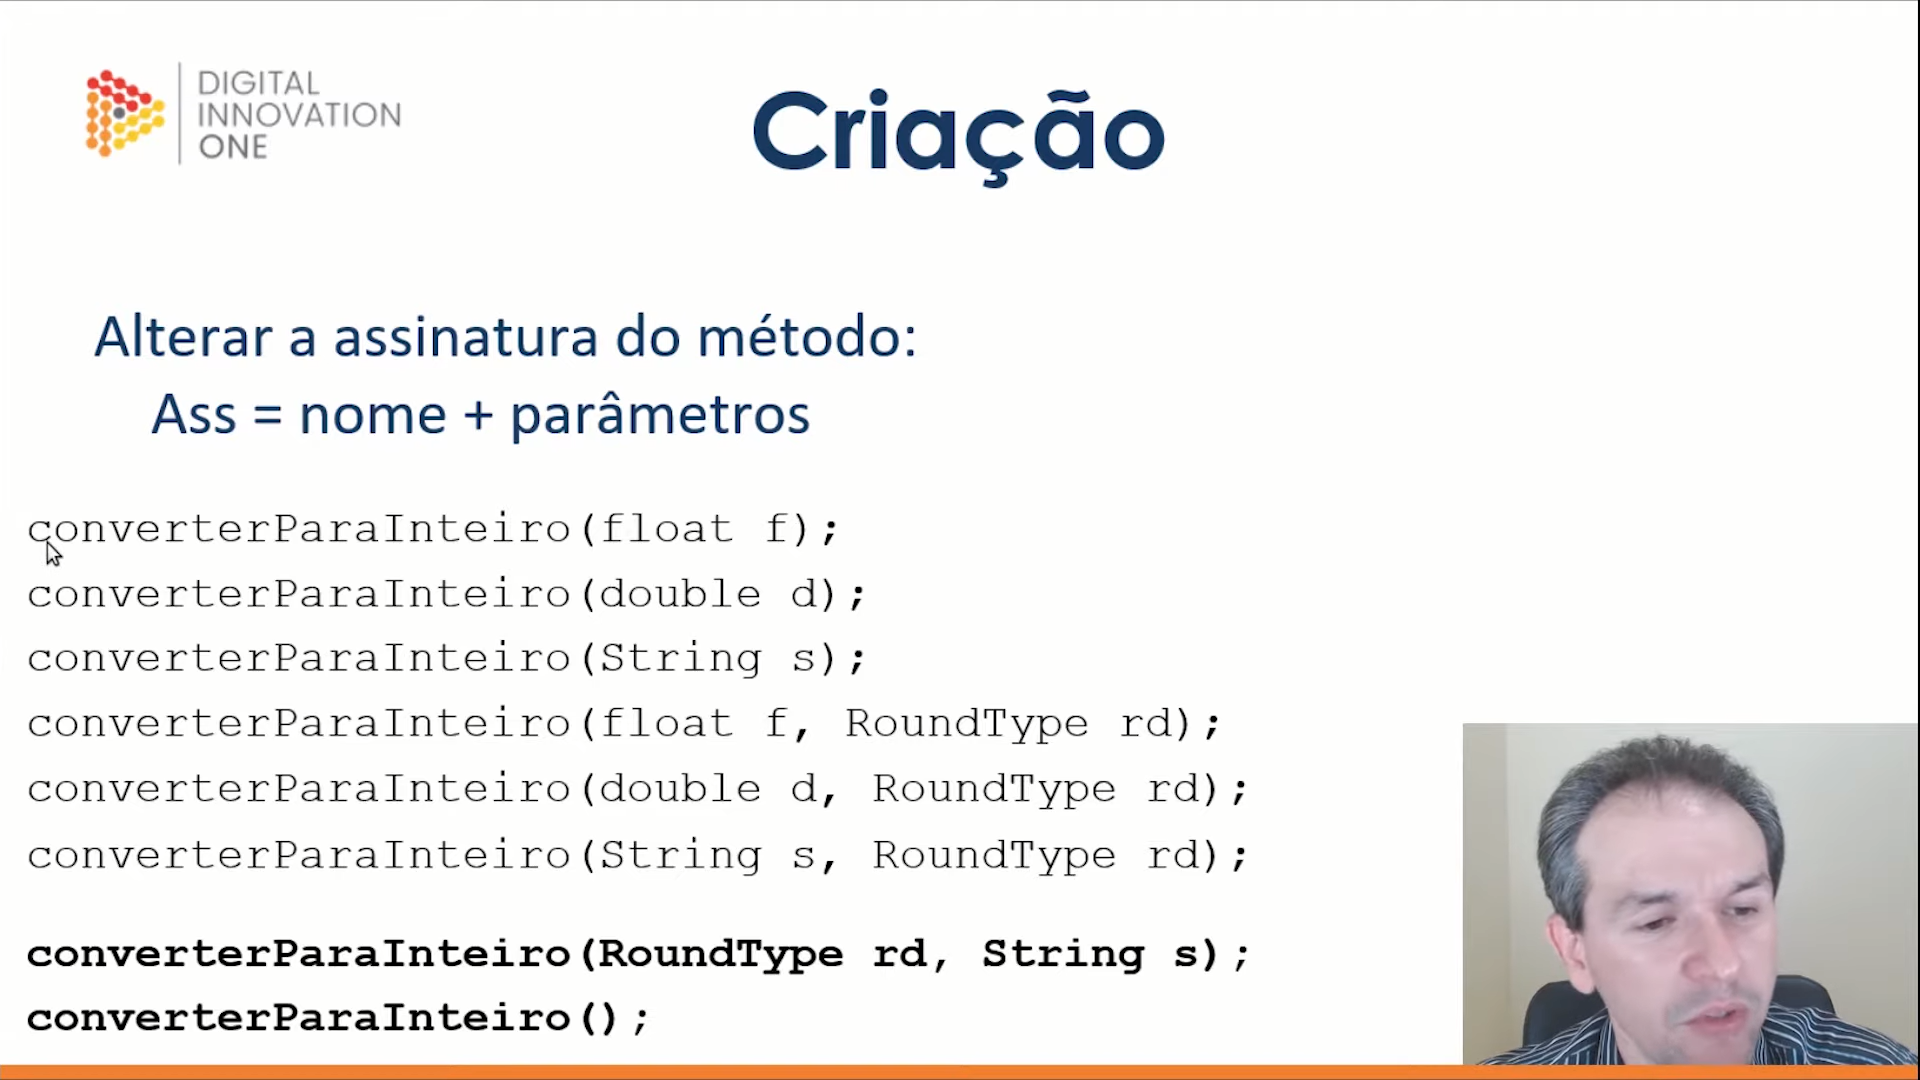 DIGITAL
INNOVATION
ONE
Criação
Alterar a assinatura do método:
Ass = nome + parâmetros
converterParaInteiro(float f);
converterParaInteiro(double d);
converterParaInteiro(String s);
converterParaInteiro(float f, RoundType rd);
converterParaInteiro(double d, RoundType rd);
converterParaInteiro(String s, RoundType rd);
converterParaInteiro(RoundType rd, String s);
converterParaInteiro();